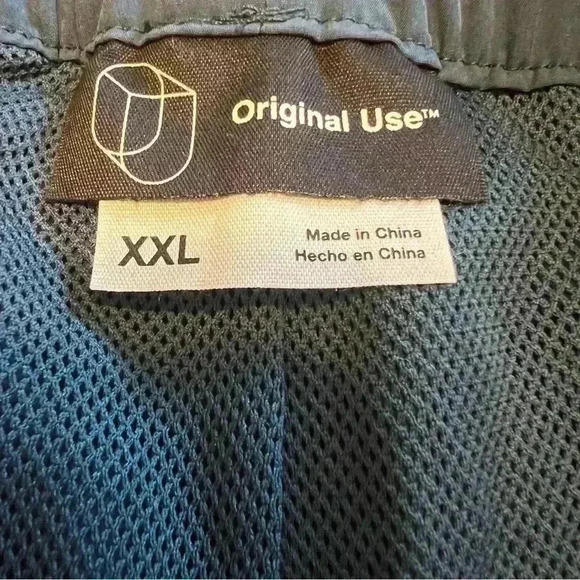 Original Use™
XXL
Made in China
Hecho en China